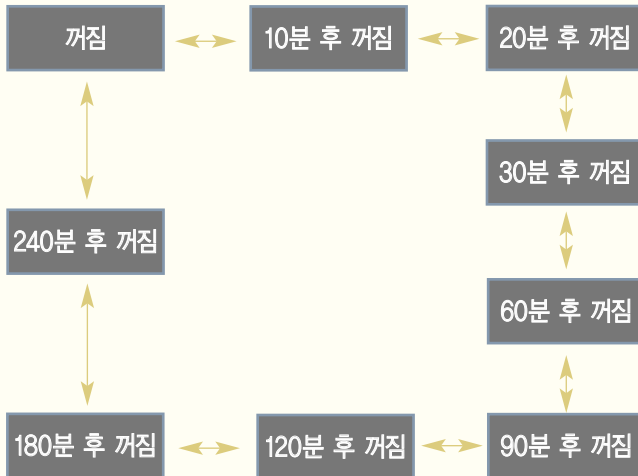 꺼짐
10분 후 꺼짐
20분 후 꺼짐
30분 후 꺼짐
60분 후 꺼짐
90분 후 꺼짐
120분 후 꺼짐
180분 후 꺼짐
240분 후 꺼짐